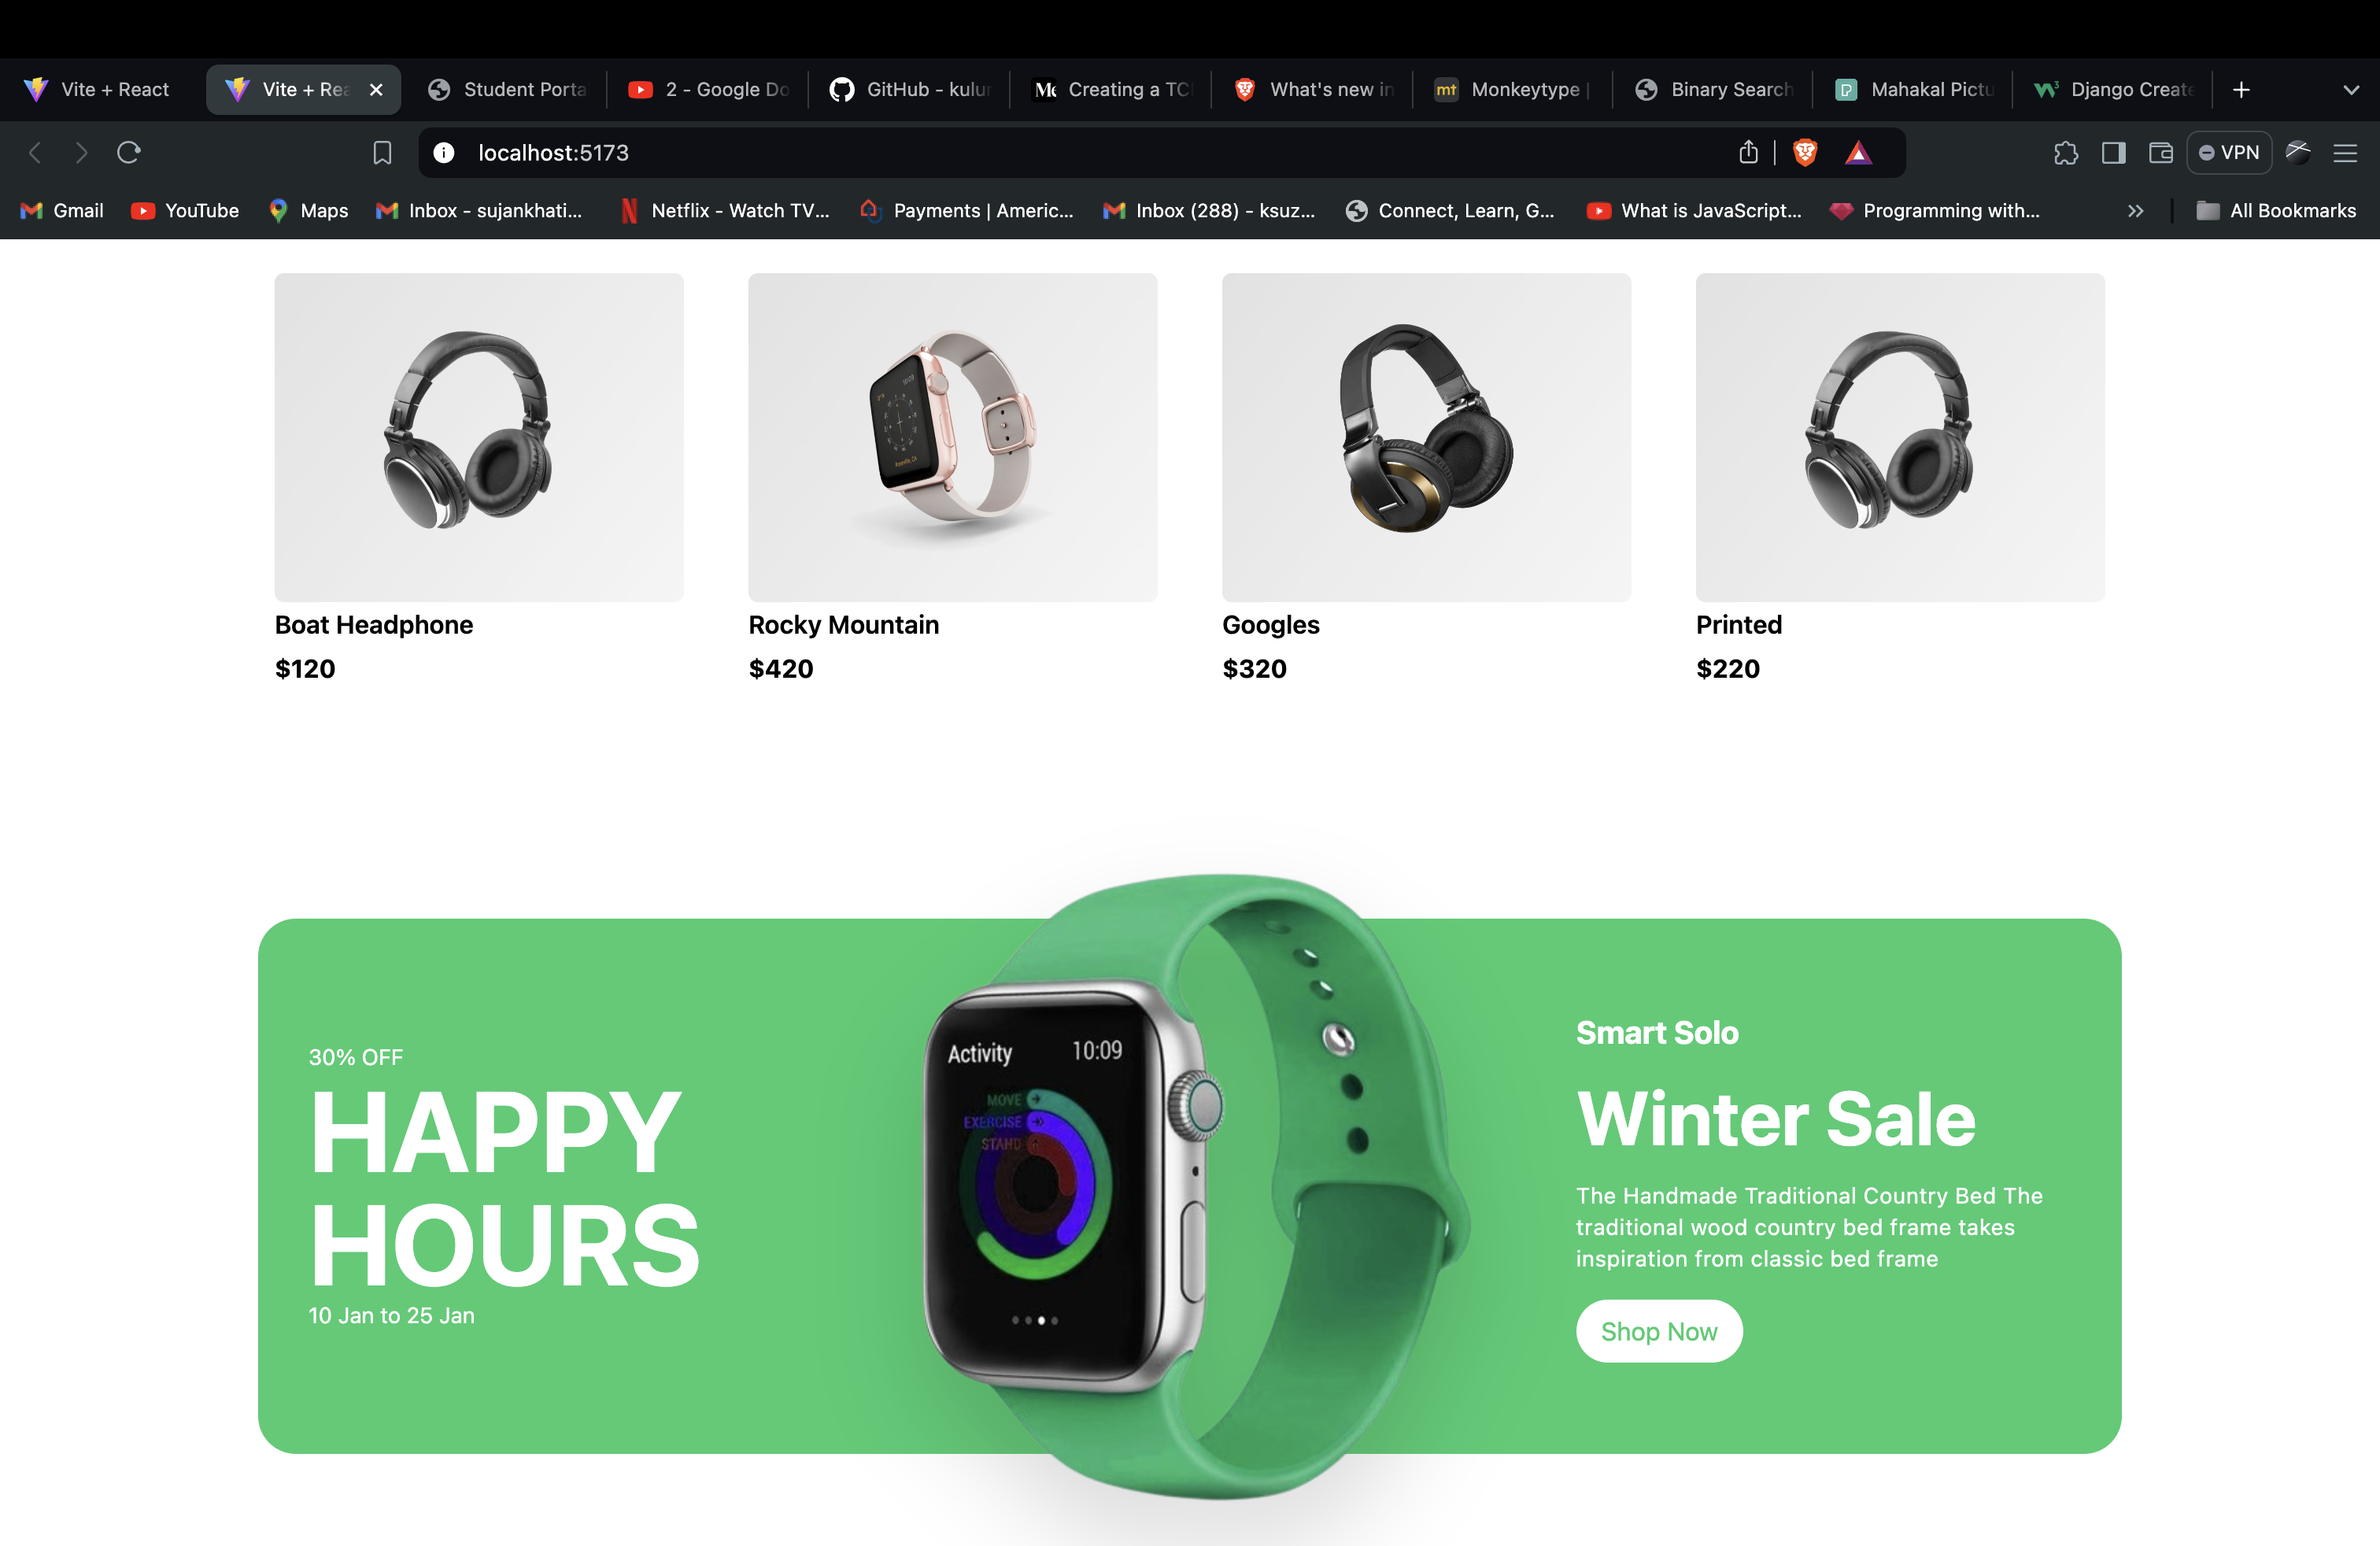 Vite + React
Vite + Rea
Student Porta
2 - Google Do
GitHub - kulur
Creating a TC
What's new in
mt Monkeytype |
Binary Search
Mahakal Pictu
Django Create
localhost:5173
VPN
Gmail
YouTube
Maps
Inbox - sujankhati...
Netflix - Watch TV...
Payments | Americ...
Inbox (288) - ksuz...
Connect, Learn, G...
What is JavaScript...
Programming with...
All Bookmarks
Boat Headphone
$120
Rocky Mountain
$420
Googles
$320
Printed
$220
30% OFF
HAPPY
HOURS
10 Jan to 25 Jan
Activity 10:09
MOVE
EXERCISE
STAND
Smart Solo
Winter Sale
The Handmade Traditional Country Bed The
traditional wood country bed frame takes
inspiration from classic bed frame
Shop Now